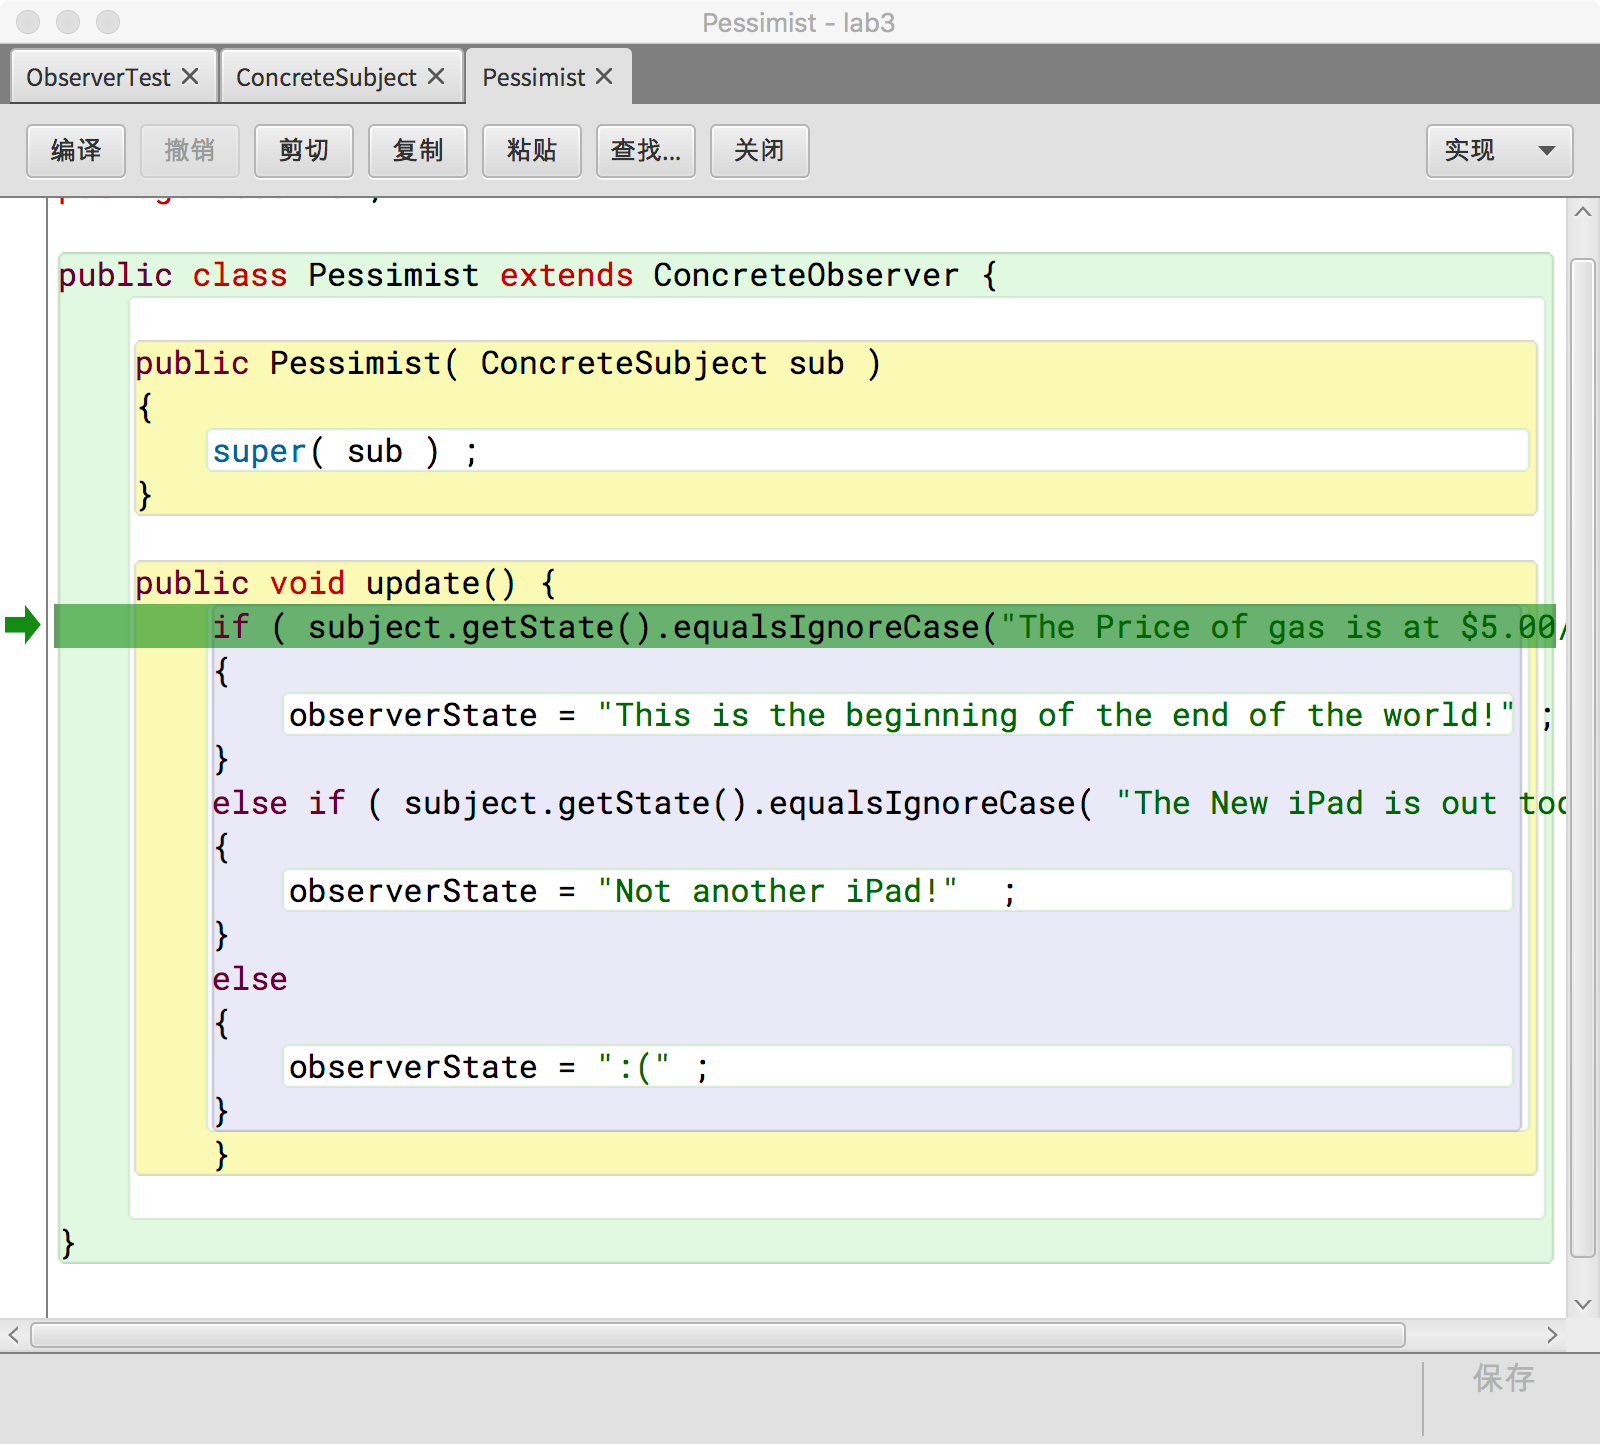 Pessimist - lab3
ObserverTest ConcreteSubject Pessimist
编译 撤销 剪切 复制 粘贴 查找... 关闭 实现
public class Pessimist extends ConcreteObserver {
public Pessimist( ConcreteSubject sub )
{
super( sub ) ;
}
public void update() {
if ( subject.getState().equalsIgnoreCase("The Price of gas is at $5.00/
{
observerState = "This is the beginning of the end of the world!" ;
}
else if ( subject.getState().equalsIgnoreCase( "The New iPad is out
{
observerState = "Not another iPad!"  ;
}
else
{
observerState = ":(" ;
}
}
}
保存